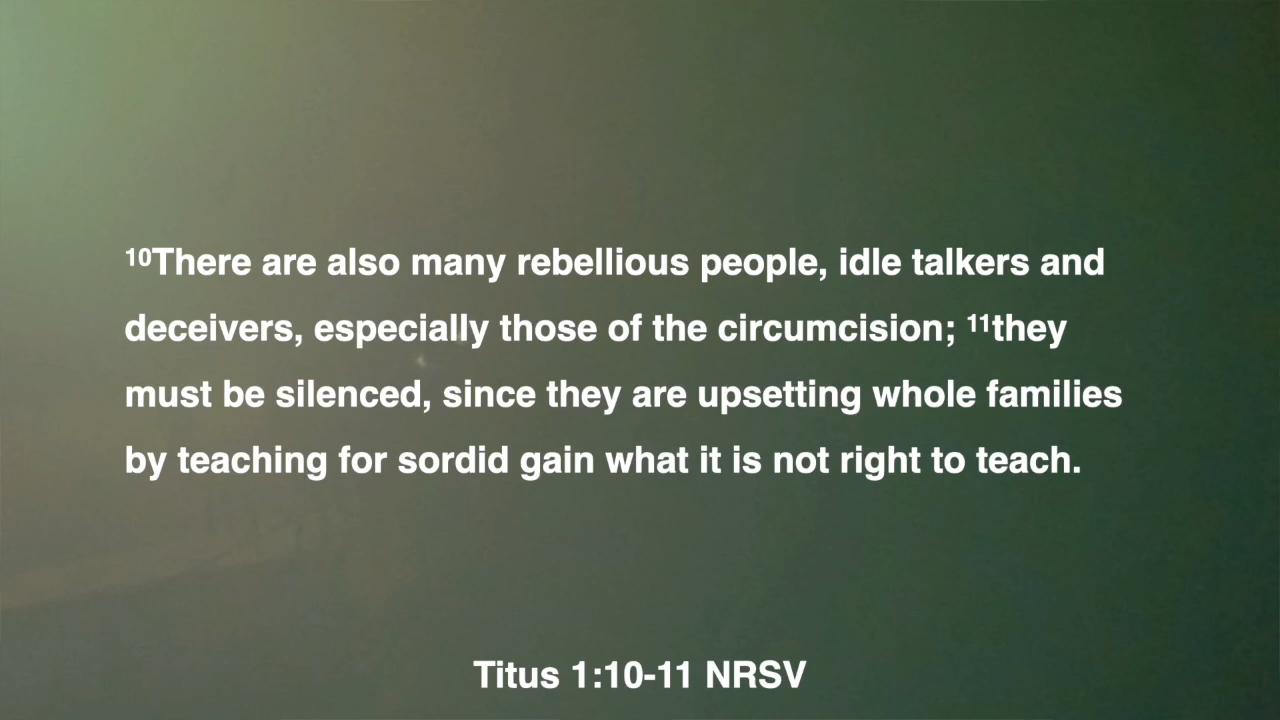 ¹⁰There are also many rebellious people, idle talkers and
deceivers, especially those of the circumcision; ¹¹they
must be silenced, since they are upsetting whole families
by teaching for sordid gain what it is not right to teach.
Titus 1:10-11 NRSV